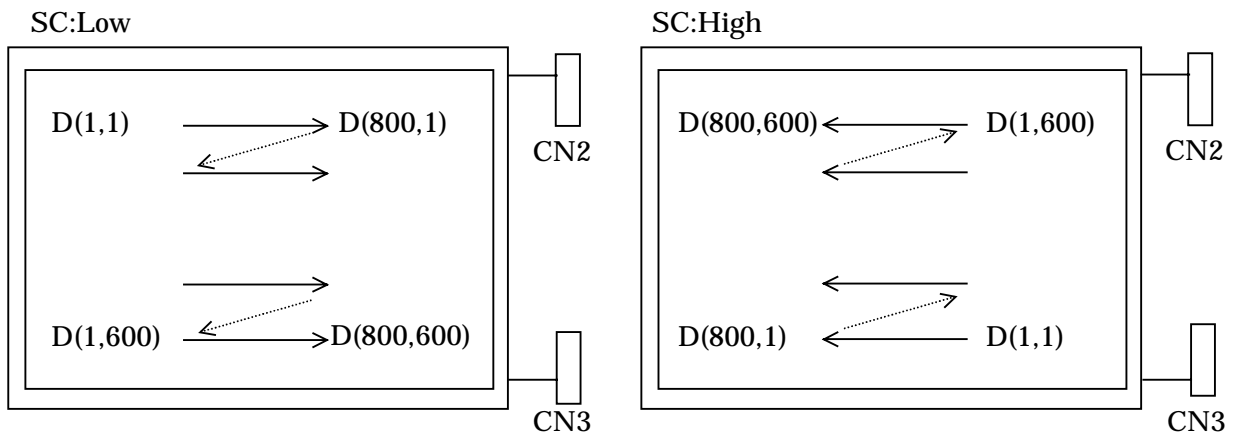 SC:Low
D(1,1) D(800,1)
CN2
D(1,600) D(800,600)
CN3
SC:High
D(800,600) D(1,600)
CN2
D(800,1) D(1,1)
CN3